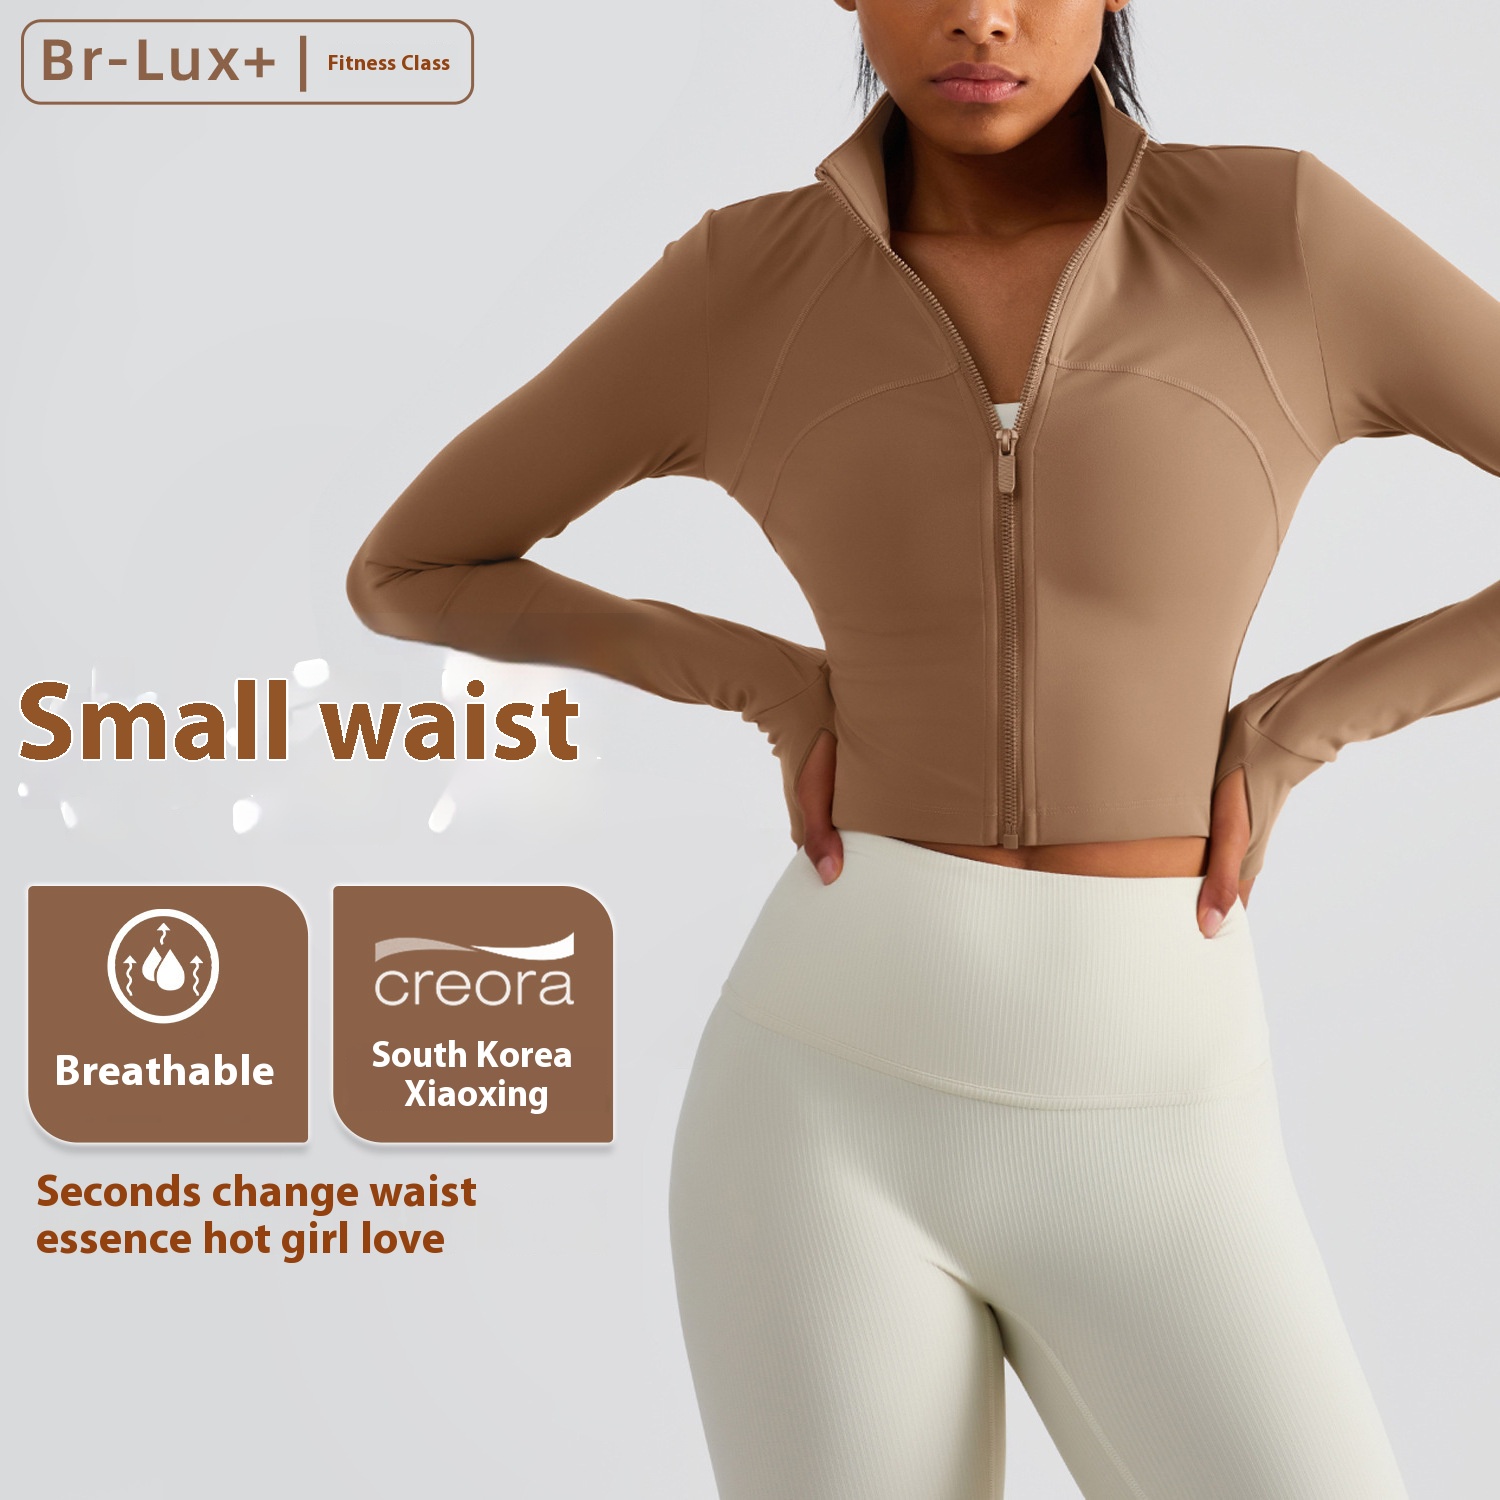 Br-Lux+ | Fitness Class
Small waist
Breathable
creora
South Korea
Xiaoxing
Seconds change waist
essence hot girl love